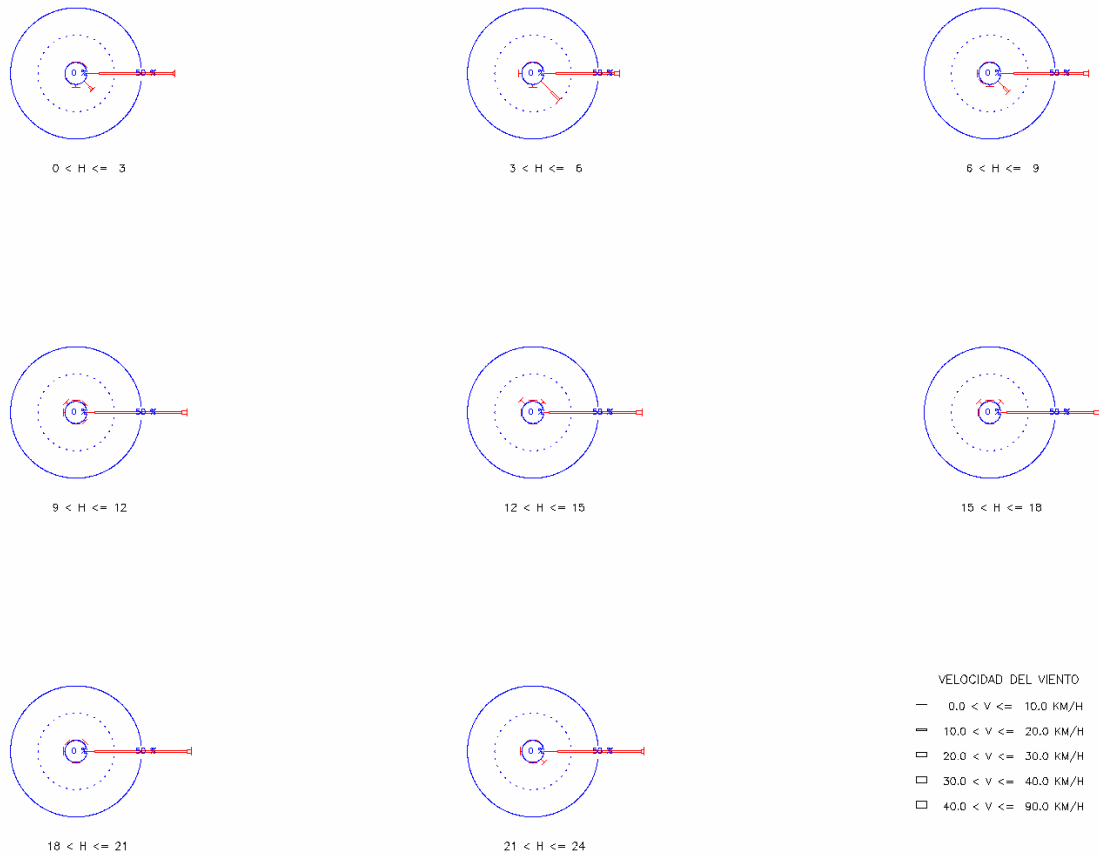 0 % 50 %
0 % 50 %
0 % 50 %
0 < H <= 3
3 < H <= 6
6 < H <= 9
0 % 50 %
0 % 50 %
0 % 50 %
9 < H <= 12
12 < H <= 15
15 < H <= 18
0 % 50 %
0 % 50 %
18 < H <= 21
21 < H <= 24
VELOCIDAD DEL VIENTO
0.0 < V <= 10.0 KM/H
10.0 < V <= 20.0 KM/H
20.0 < V <= 30.0 KM/H
30.0 < V <= 40.0 KM/H
40.0 < V <= 90.0 KM/H